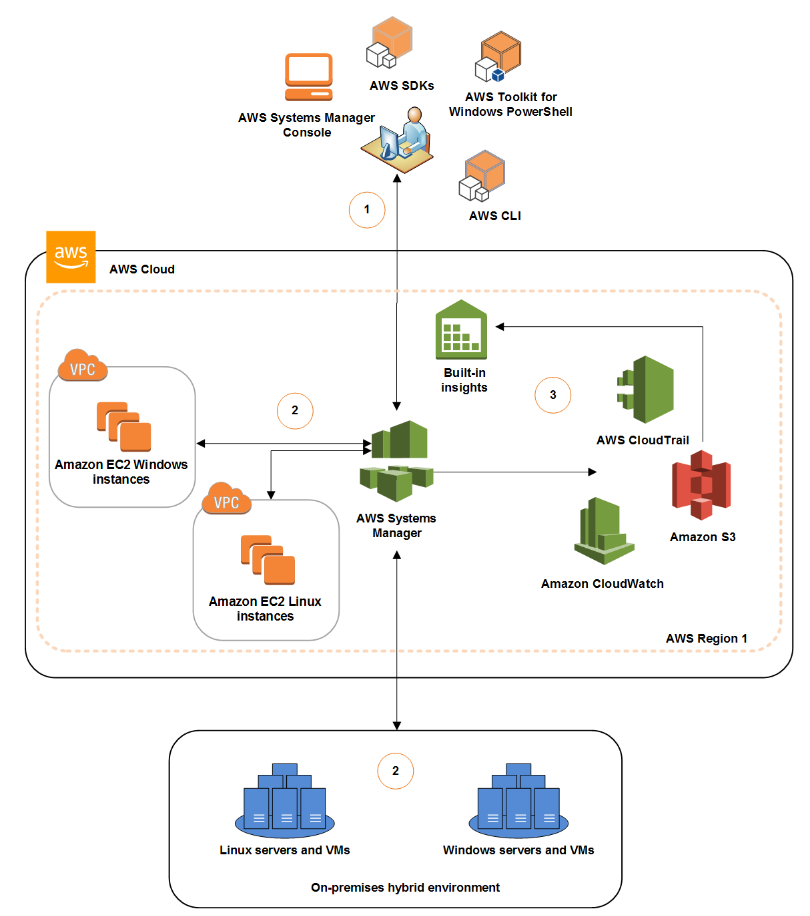 AWS SDKs
AWS Toolkit for
Windows PowerShell
AWS Systems Manager
Console
1
AWS CLI
aws
AWS Cloud
VPC
Amazon EC2 Windows
instances
2
Built-in
insights
3
AWS CloudTrail
VPC
Amazon EC2 Linux
instances
AWS Systems
Manager
Amazon S3
Amazon CloudWatch
AWS Region 1
2
Linux servers and VMs
Windows servers and VMs
On-premises hybrid environment